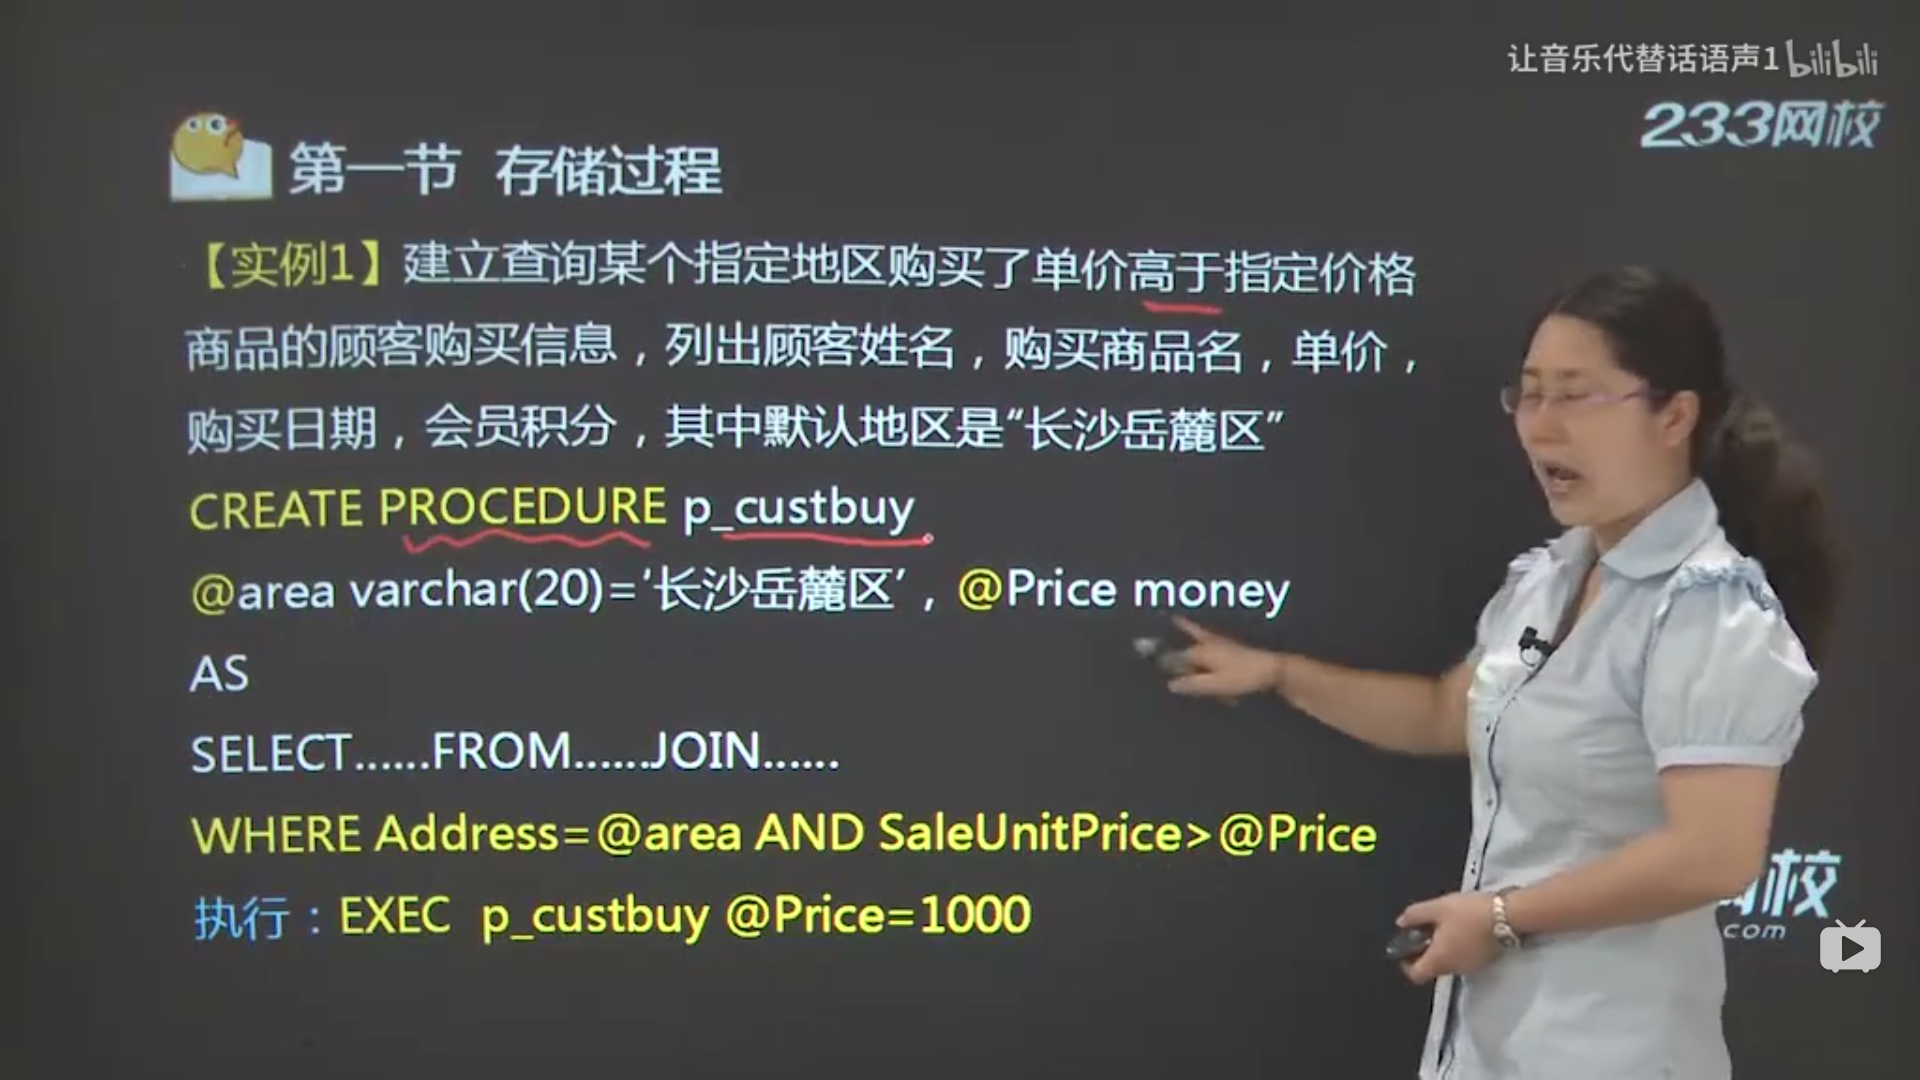 让音乐代替话语声1 bilibili
233网校
第一节 存储过程
【实例1】建立查询某个指定地区购买了单价高于指定价格
商品的顾客购买信息，列出顾客姓名，购买商品名，单价，
购买日期，会员积分，其中默认地区是“长沙岳麓区”
CREATE PROCEDURE p_custbuy
@area varchar(20)=‘长沙岳麓区’，@Price money
AS
SELECT……FROM……JOIN……
WHERE Address=@area AND SaleUnitPrice>@Price
执行：EXEC p_custbuy @Price=1000
网校
.com